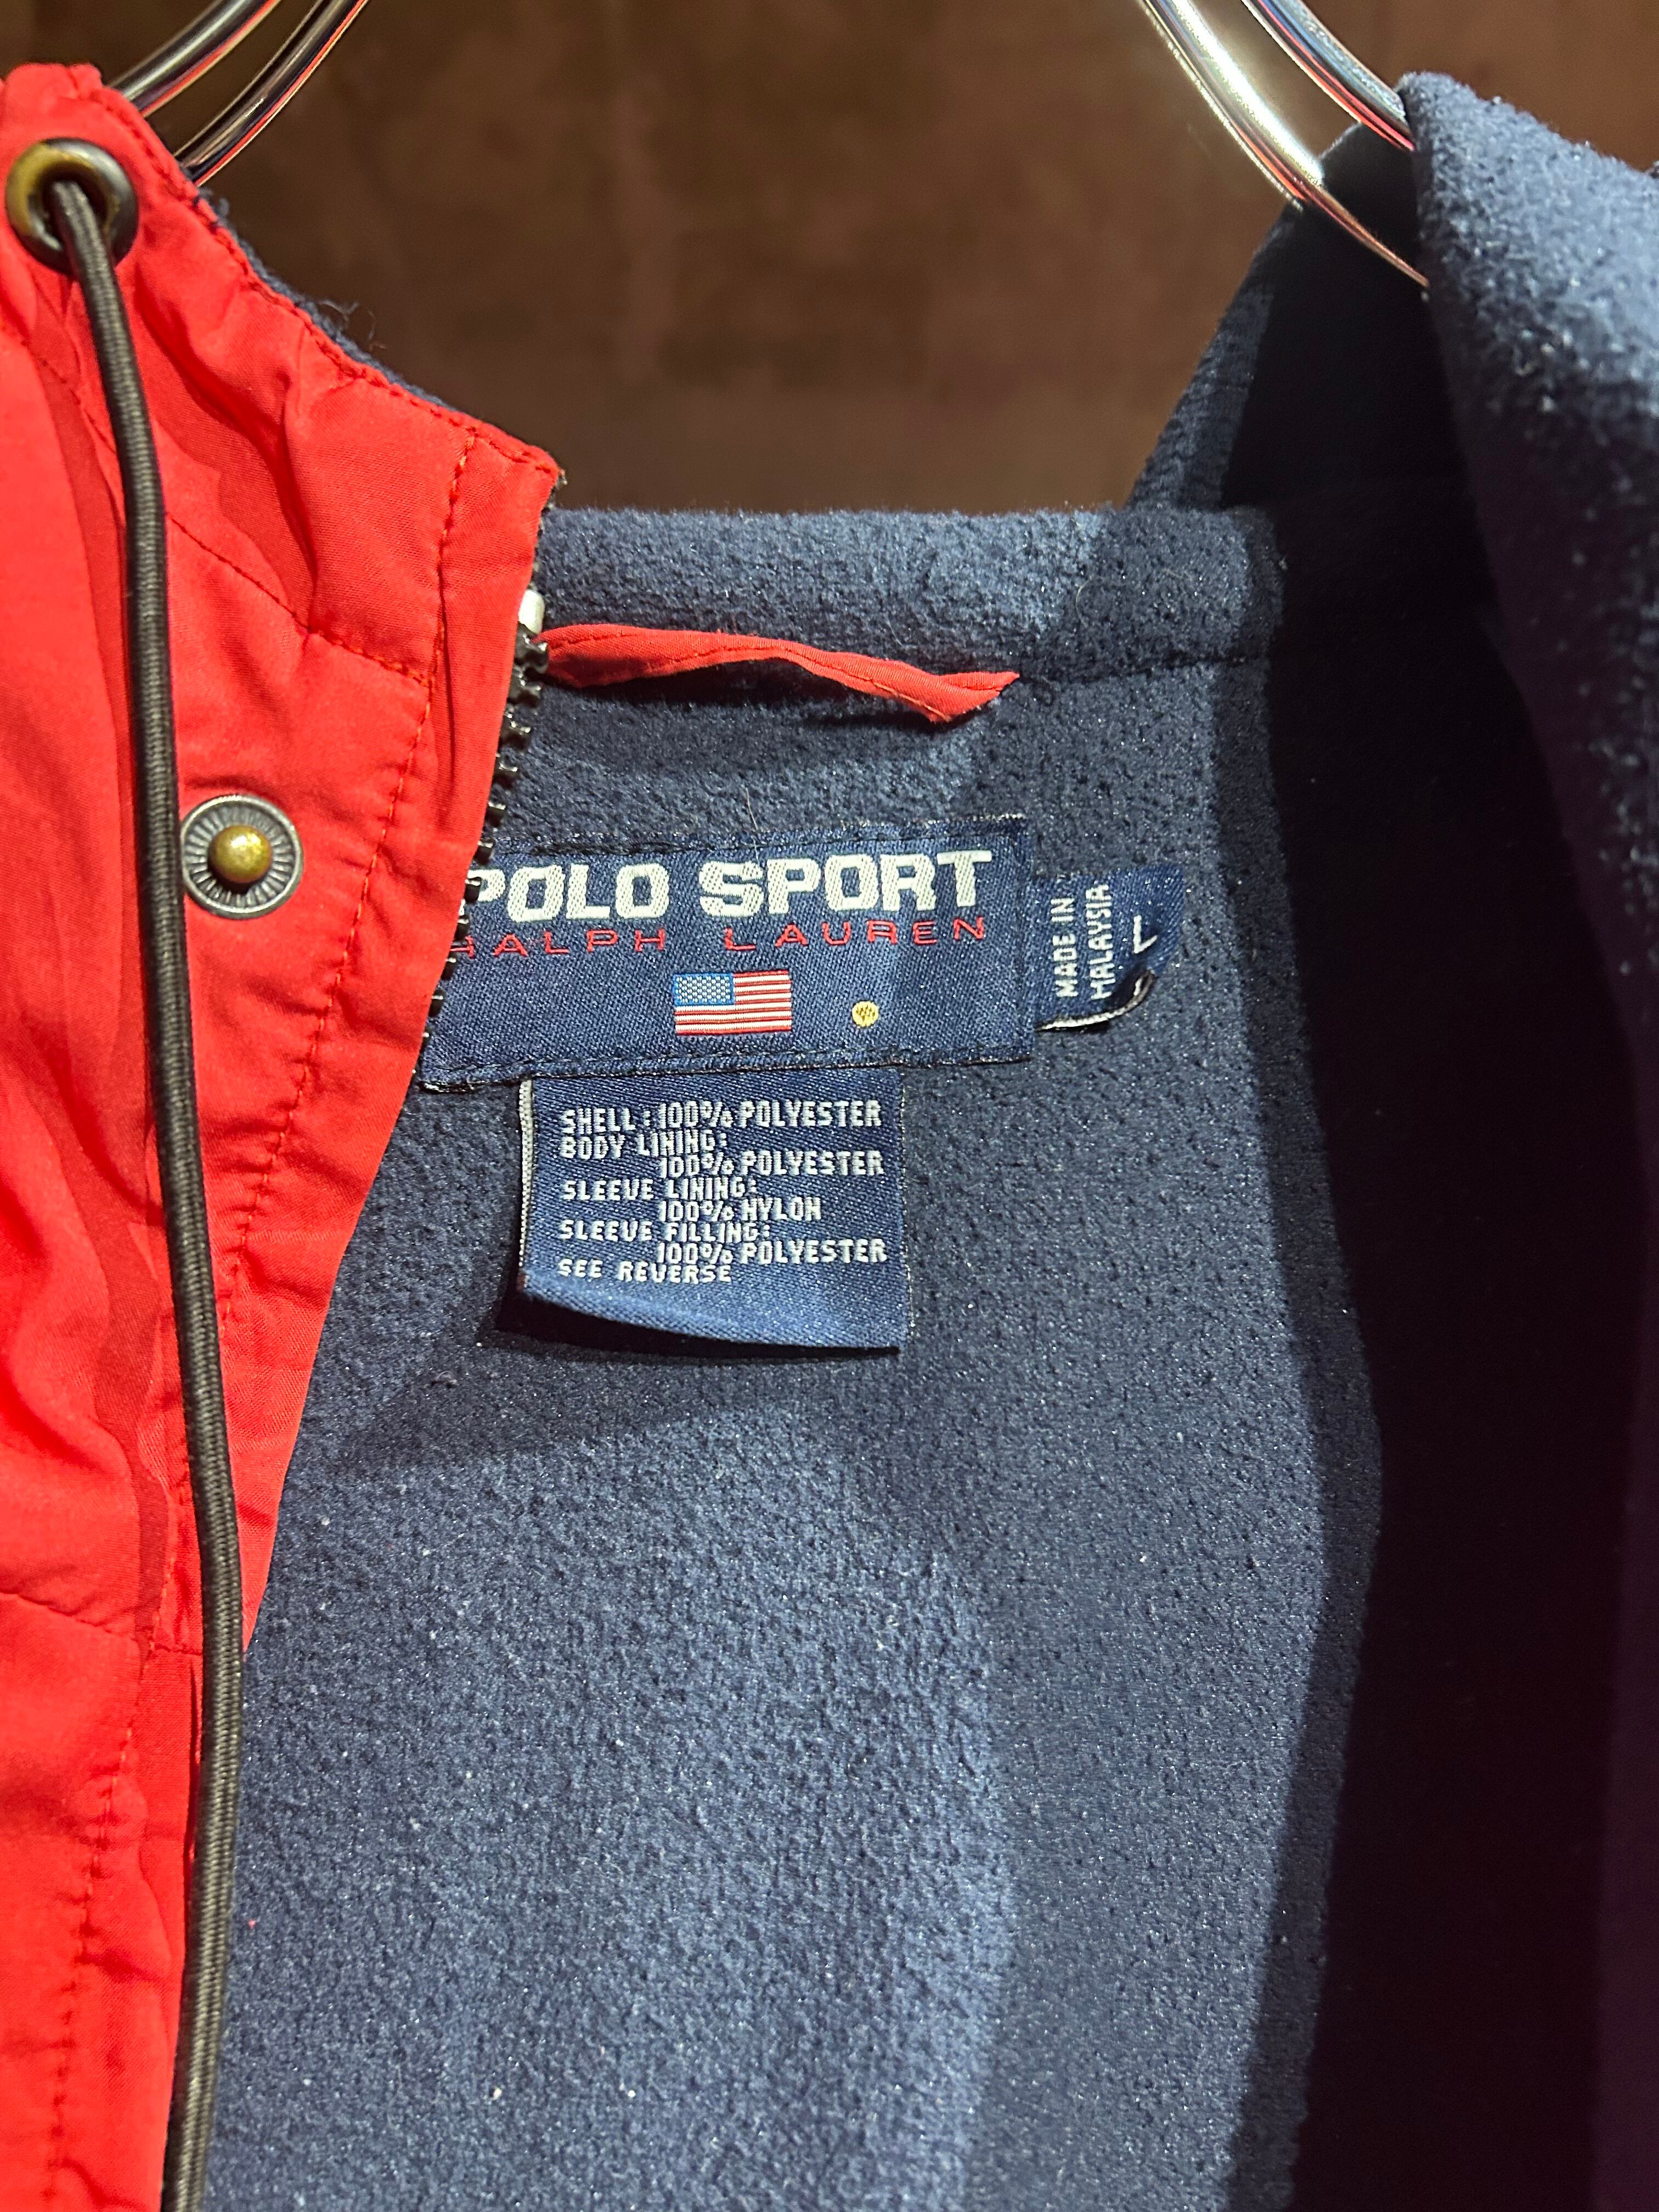 POLO SPORT
RALPH LAUREN
MADE IN
MALAYSIA
L
SHELL: 100% POLYESTER
BODY LINING:
100% POLYESTER
SLEEVE LINING:
100% NYLON
SLEEVE FILLING:
100% POLYESTER
SEE REVERSE